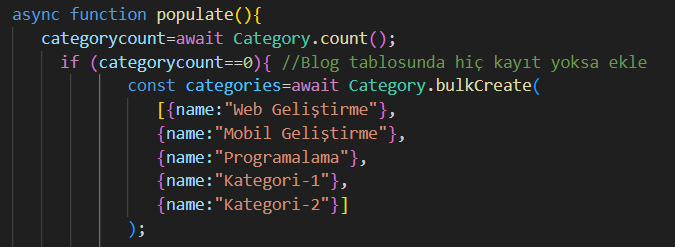 async function populate(){
categorycount=await Category.count();
if (categorycount==0){ //Blog tablosunda hiç kayıt yoksa ekle
const categories=await Category.bulkCreate(
[{name:"Web Geliştirme"},
{name:"Mobil Geliştirme"},
{name:"Programalama"},
{name:"Kategori-1"},
{name:"Kategori-2"}]
);